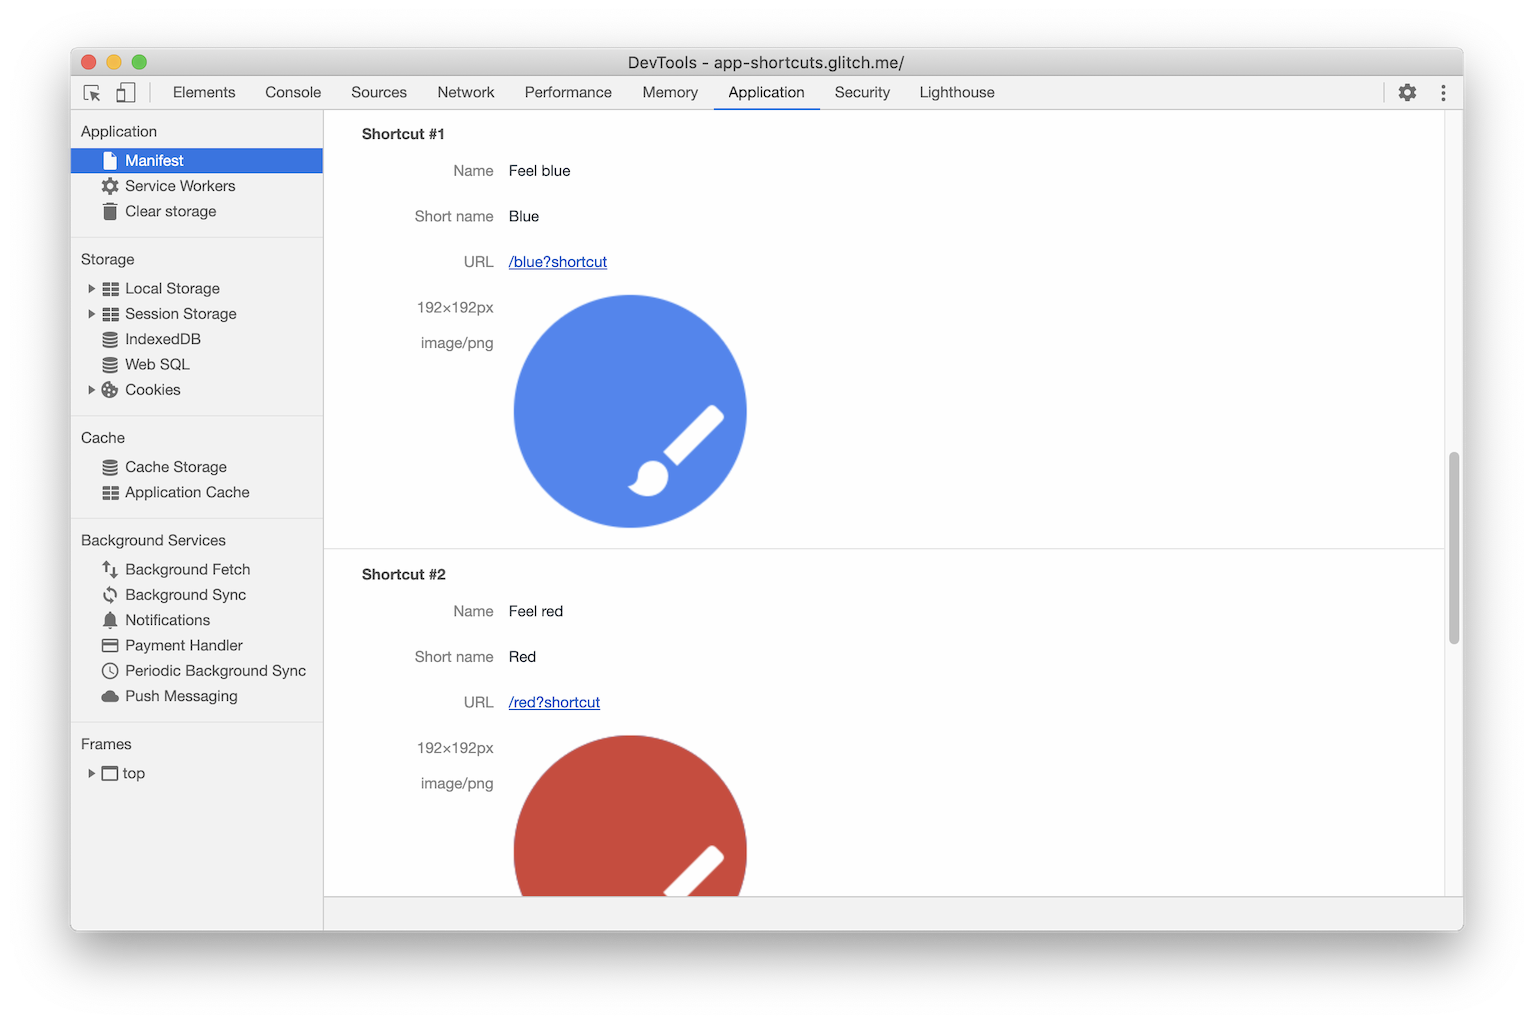 DevTools - app-shortcuts.glitch.me/
Elements Console Sources Network Performance Memory Application Security Lighthouse
Application
Manifest
Service Workers
Clear storage
Storage
Local Storage
Session Storage
IndexedDB
Web SQL
Cookies
Cache
Cache Storage
Application Cache
Background Services
Background Fetch
Background Sync
Notifications
Payment Handler
Periodic Background Sync
Push Messaging
Frames
top
Shortcut #1
Name Feel blue
Short name Blue
URL /blue?shortcut
192×192px
image/png
Shortcut #2
Name Feel red
Short name Red
URL /red?shortcut
192×192px
image/png